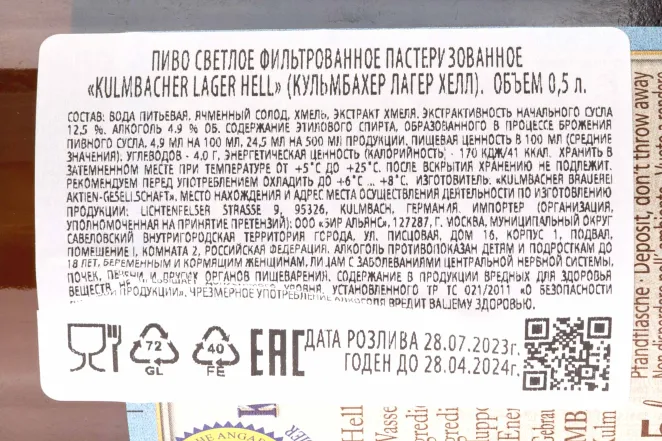 ПИВО СВЕТЛОЕ ФИЛЬТРОВАННОЕ ПАСТЕРИЗОВАННОЕ
«KULMBACHER LAGER HELL» (КУЛЬМБАХЕР ЛАГЕР ХЕЛЛ). ОБЪЕМ 0,5 л.
СОСТАВ: ВОДА ПИТЬЕВАЯ, ЯЧМЕННЫЙ СОЛОД, ХМЕЛЬ, ЭКСТРАКТ ХМЕЛЯ. ЭКСТРАКТИВНОСТЬ НАЧАЛЬНОГО СУСЛА
12,5 %. АЛКОГОЛЬ 4,9 % ОБ. СОДЕРЖАНИЕ ЭТИЛОВОГО СПИРТА, ОБРАЗОВАННОГО В ПРОЦЕССЕ БРОЖЕНИЯ
ПИВНОГО СУСЛА, 4,9 МЛ НА 100 МЛ, 24,5 МЛ НА 500 МЛ ПРОДУКЦИИ. ПИЩЕВАЯ ЦЕННОСТЬ В 100 МЛ (СРЕДНИЕ
ЗНАЧЕНИЯ): УГЛЕВОДОВ - 4,0 Г, ЭНЕРГЕТИЧЕСКАЯ ЦЕННОСТЬ (КАЛОРИЙНОСТЬ) - 170 КДЖ/41 ККАЛ. ХРАНИТЬ В
ЗАТЕМНЕННОМ МЕСТЕ ПРИ ТЕМПЕРАТУРЕ ОТ +5°С ДО +25°С. ПОСЛЕ ВСКРЫТИЯ ХРАНЕНИЮ НЕ ПОДЛЕЖИТ.
РЕКОМЕНДУЕМ ПЕРЕД УПОТРЕБЛЕНИЕМ ОХЛАДИТЬ ДО +6°С ... +8°С. ИЗГОТОВИТЕЛЬ: «KULMBACHER BRAUEREI
AKTIEN-GESELLSCHAFT». МЕСТО НАХОЖДЕНИЯ И АДРЕС МЕСТА ОСУЩЕСТВЛЕНИЯ ДЕЯТЕЛЬНОСТИ ПО ИЗГОТОВЛЕНИЮ
ПРОДУКЦИИ: LICHTENFELSER STRASSE 9, 95326, KULMBACH, ГЕРМАНИЯ. ИМПОРТЕР (ОРГАНИЗАЦИЯ,
УПОЛНОМОЧЕННАЯ НА ПРИНЯТИЕ ПРЕТЕНЗИЙ): ООО «ЗИР АЛЬЯНС», 127287, Г. МОСКВА, МУНИЦИПАЛЬНЫЙ ОКРУГ
САВЕЛОВСКИЙ ВНУТРИГОРОДСКАЯ ТЕРРИТОРИЯ ГОРОДА, УЛ. ПИСЦОВАЯ, ДОМ 16, КОРПУС 1, ПОДВАЛ,
ПОМЕЩЕНИЕ I, КОМНАТА 2, РОССИЙСКАЯ ФЕДЕРАЦИЯ. АЛКОГОЛЬ ПРОТИВОПОКАЗАН ДЕТЯМ И ПОДРОСТКАМ ДО
18 ЛЕТ, БЕРЕМЕННЫМ И КОРМЯЩИМ ЖЕНЩИНАМ, ЛИЦАМ С ЗАБОЛЕВАНИЯМИ ЦЕНТРАЛЬНОЙ НЕРВНОЙ СИСТЕМЫ,
ПОЧЕК, ПЕЧЕНИ И ДРУГИХ ОРГАНОВ ПИЩЕВАРЕНИЯ. СОДЕРЖАНИЕ В ПРОДУКЦИИ ВРЕДНЫХ ДЛЯ ЗДОРОВЬЯ
ВЕЩЕСТВ, НЕ УРОВНЯ, УСТАНОВЛЕННОГО ТР ТС 021/2011 «О БЕЗОПАСНОСТИ
ПРОДУКЦИИ», ЧРЕЗМЕРНОЕ УПОТРЕБЛЕНИЕ АЛКОГОЛЯ ВРЕДИТ ВАШЕМУ ЗДОРОВЬЮ.
72
GL
40
FE
EAC
ДАТА РОЗЛИВА 28.07.2023г.
ГОДЕН ДО 28.04.2024г.
Pfandflasche · Deposit, don't throw away
Hell